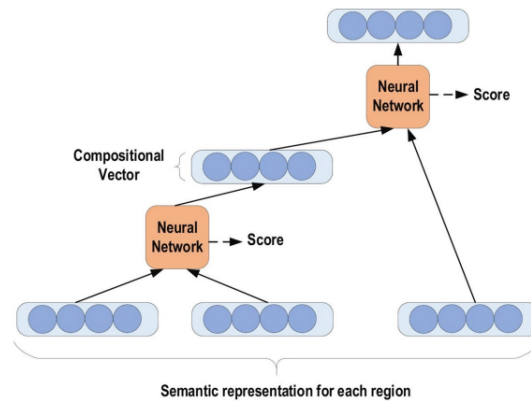 Neural
Network
Score
Compositional
Vector
Neural
Network
Score
Semantic representation for each region